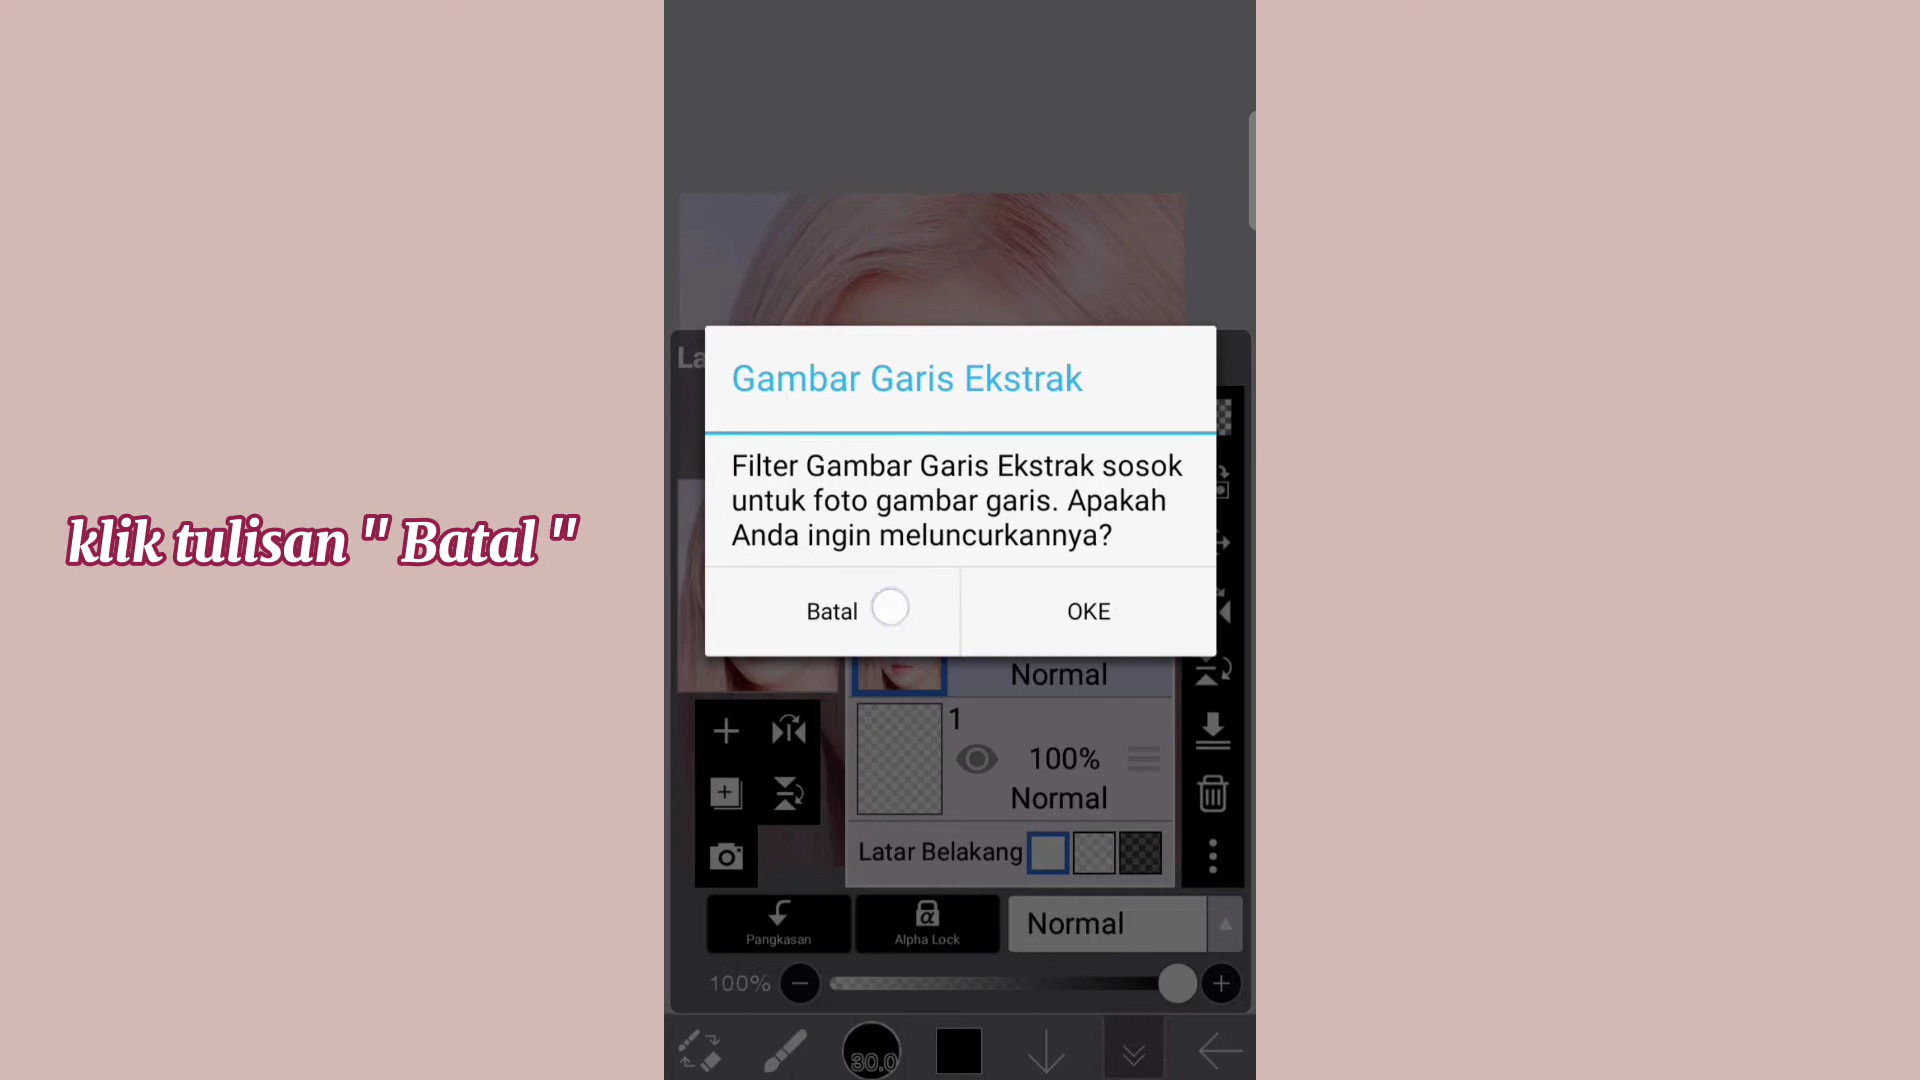 klik tulisan " Batal "
La
Gambar Garis Ekstrak
Filter Gambar Garis Ekstrak sosok
untuk foto gambar garis. Apakah
Anda ingin meluncurkannya?
Batal
OKE
Normal
1
100%
Normal
Latar Belakang
Pangkasan
Alpha Lock
Normal
100%
30.0